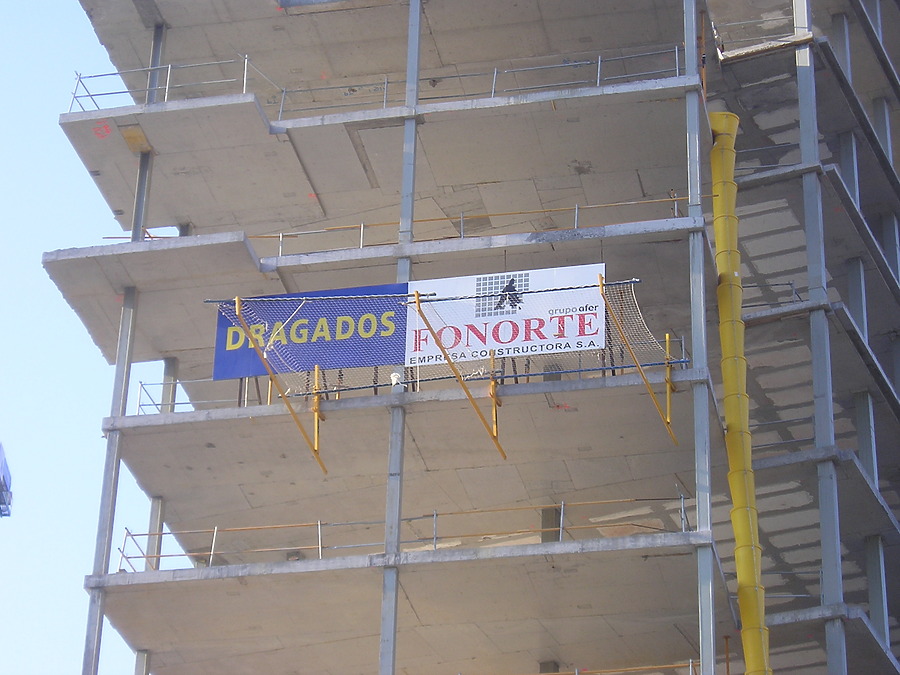 DRAGADOS
grupo afer
FONORTE
EMPRESA CONSTRUCTORA S.A.